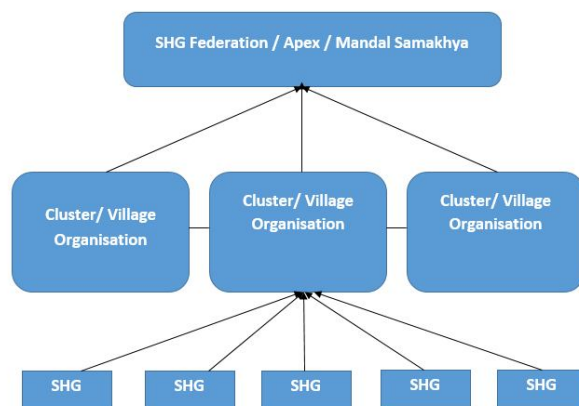 SHG Federation / Apex / Mandal Samakhya
Cluster/ Village
Organisation
Cluster/ Village
Organisation
Cluster/ Village
Organisation
SHG
SHG
SHG
SHG
SHG